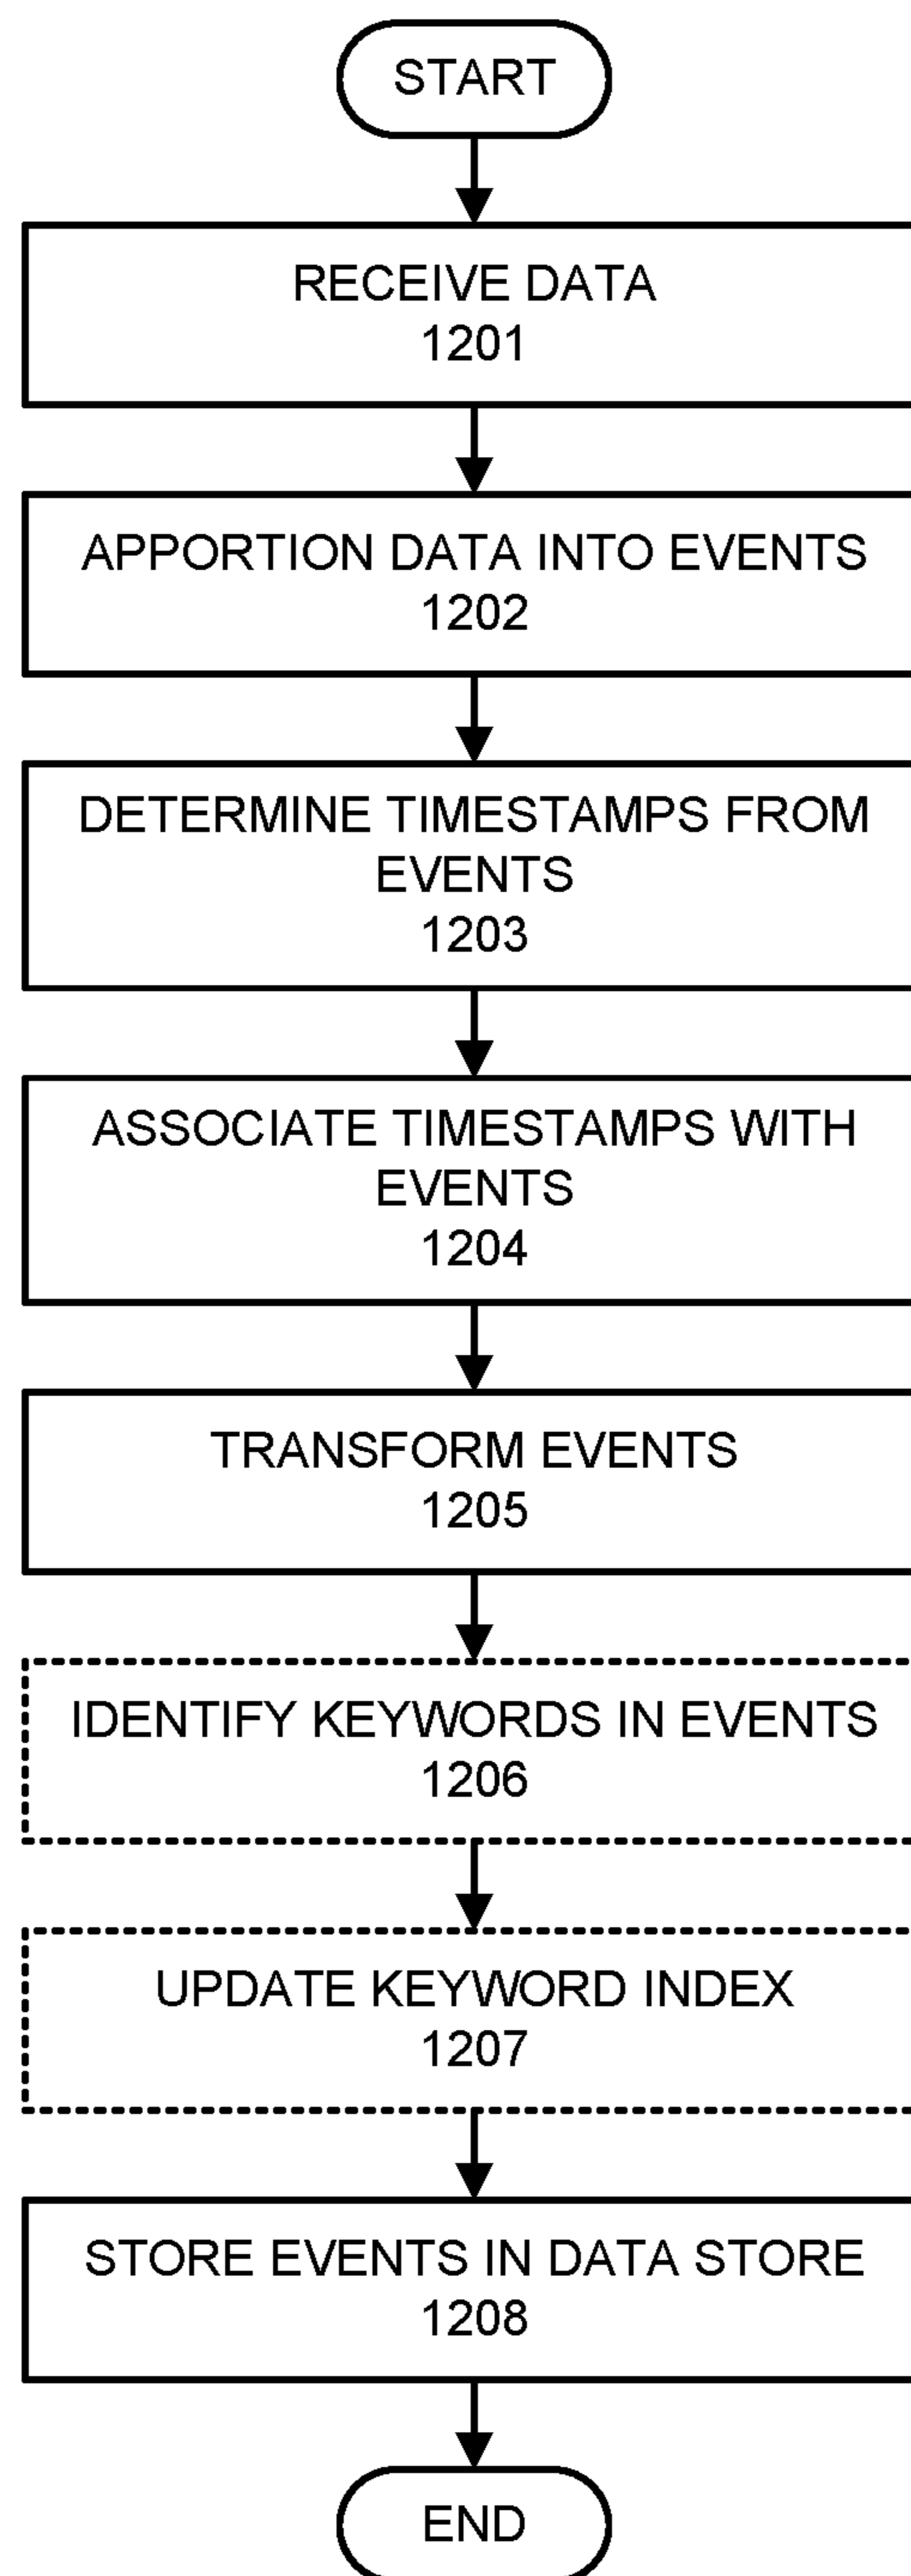 START
RECEIVE DATA
1201
APPORTION DATA INTO EVENTS
1202
DETERMINE TIMESTAMPS FROM
EVENTS
1203
ASSOCIATE TIMESTAMPS WITH
EVENTS
1204
TRANSFORM EVENTS
1205
IDENTIFY KEYWORDS IN EVENTS
1206
UPDATE KEYWORD INDEX
1207
STORE EVENTS IN DATA STORE
1208
END